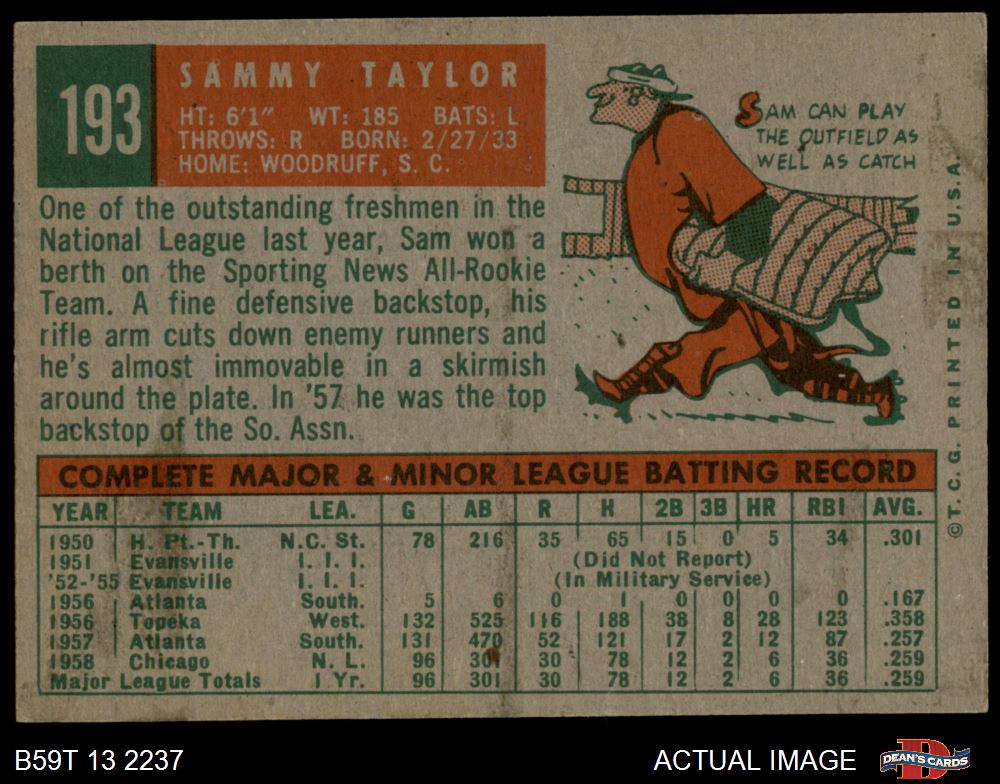 193
SAMMY TAYLOR
HT: 6'1" WT: 185 BATS: L
THROWS: R BORN: 2/27/33
HOME: WOODRUFF, S. C.
SAM CAN PLAY
THE OUTFIELD AS
WELL AS CATCH
One of the outstanding freshmen in the
National League last year, Sam won a
berth on the Sporting News All-Rookie
Team. A fine defensive backstop, his
rifle arm cuts down enemy runners and
he's almost immovable in a skirmish
around the plate. In '57 he was the top
backstop of the So. Assn.
©T.C.G. PRINTED IN U.S.A.
COMPLETE MAJOR & MINOR LEAGUE BATTING RECORD
YEAR TEAM LEA. G AB R H 2B 3B HR RBI AVG.
1950 H. Pt.-Th. N.C. St. 78 216 35 65 15 0 5 34 .301
1951 Evansville I. I. I. (Did Not Report)
'52-'55 Evansville I. I. I. (In Military Service)
1956 Atlanta South. 5 6 0 1 0 0 0 0 .167
1956 Topeka West. 132 525 116 188 38 8 28 123 .358
1957 Atlanta South. 131 470 52 121 17 2 12 87 .257
1958 Chicago N. L. 96 301 30 78 12 2 6 36 .259
Major League Totals 1 Yr. 96 301 30 78 12 2 6 36 .259
B59T 13 2237
ACTUAL IMAGE
D
DEAN'S CARDS